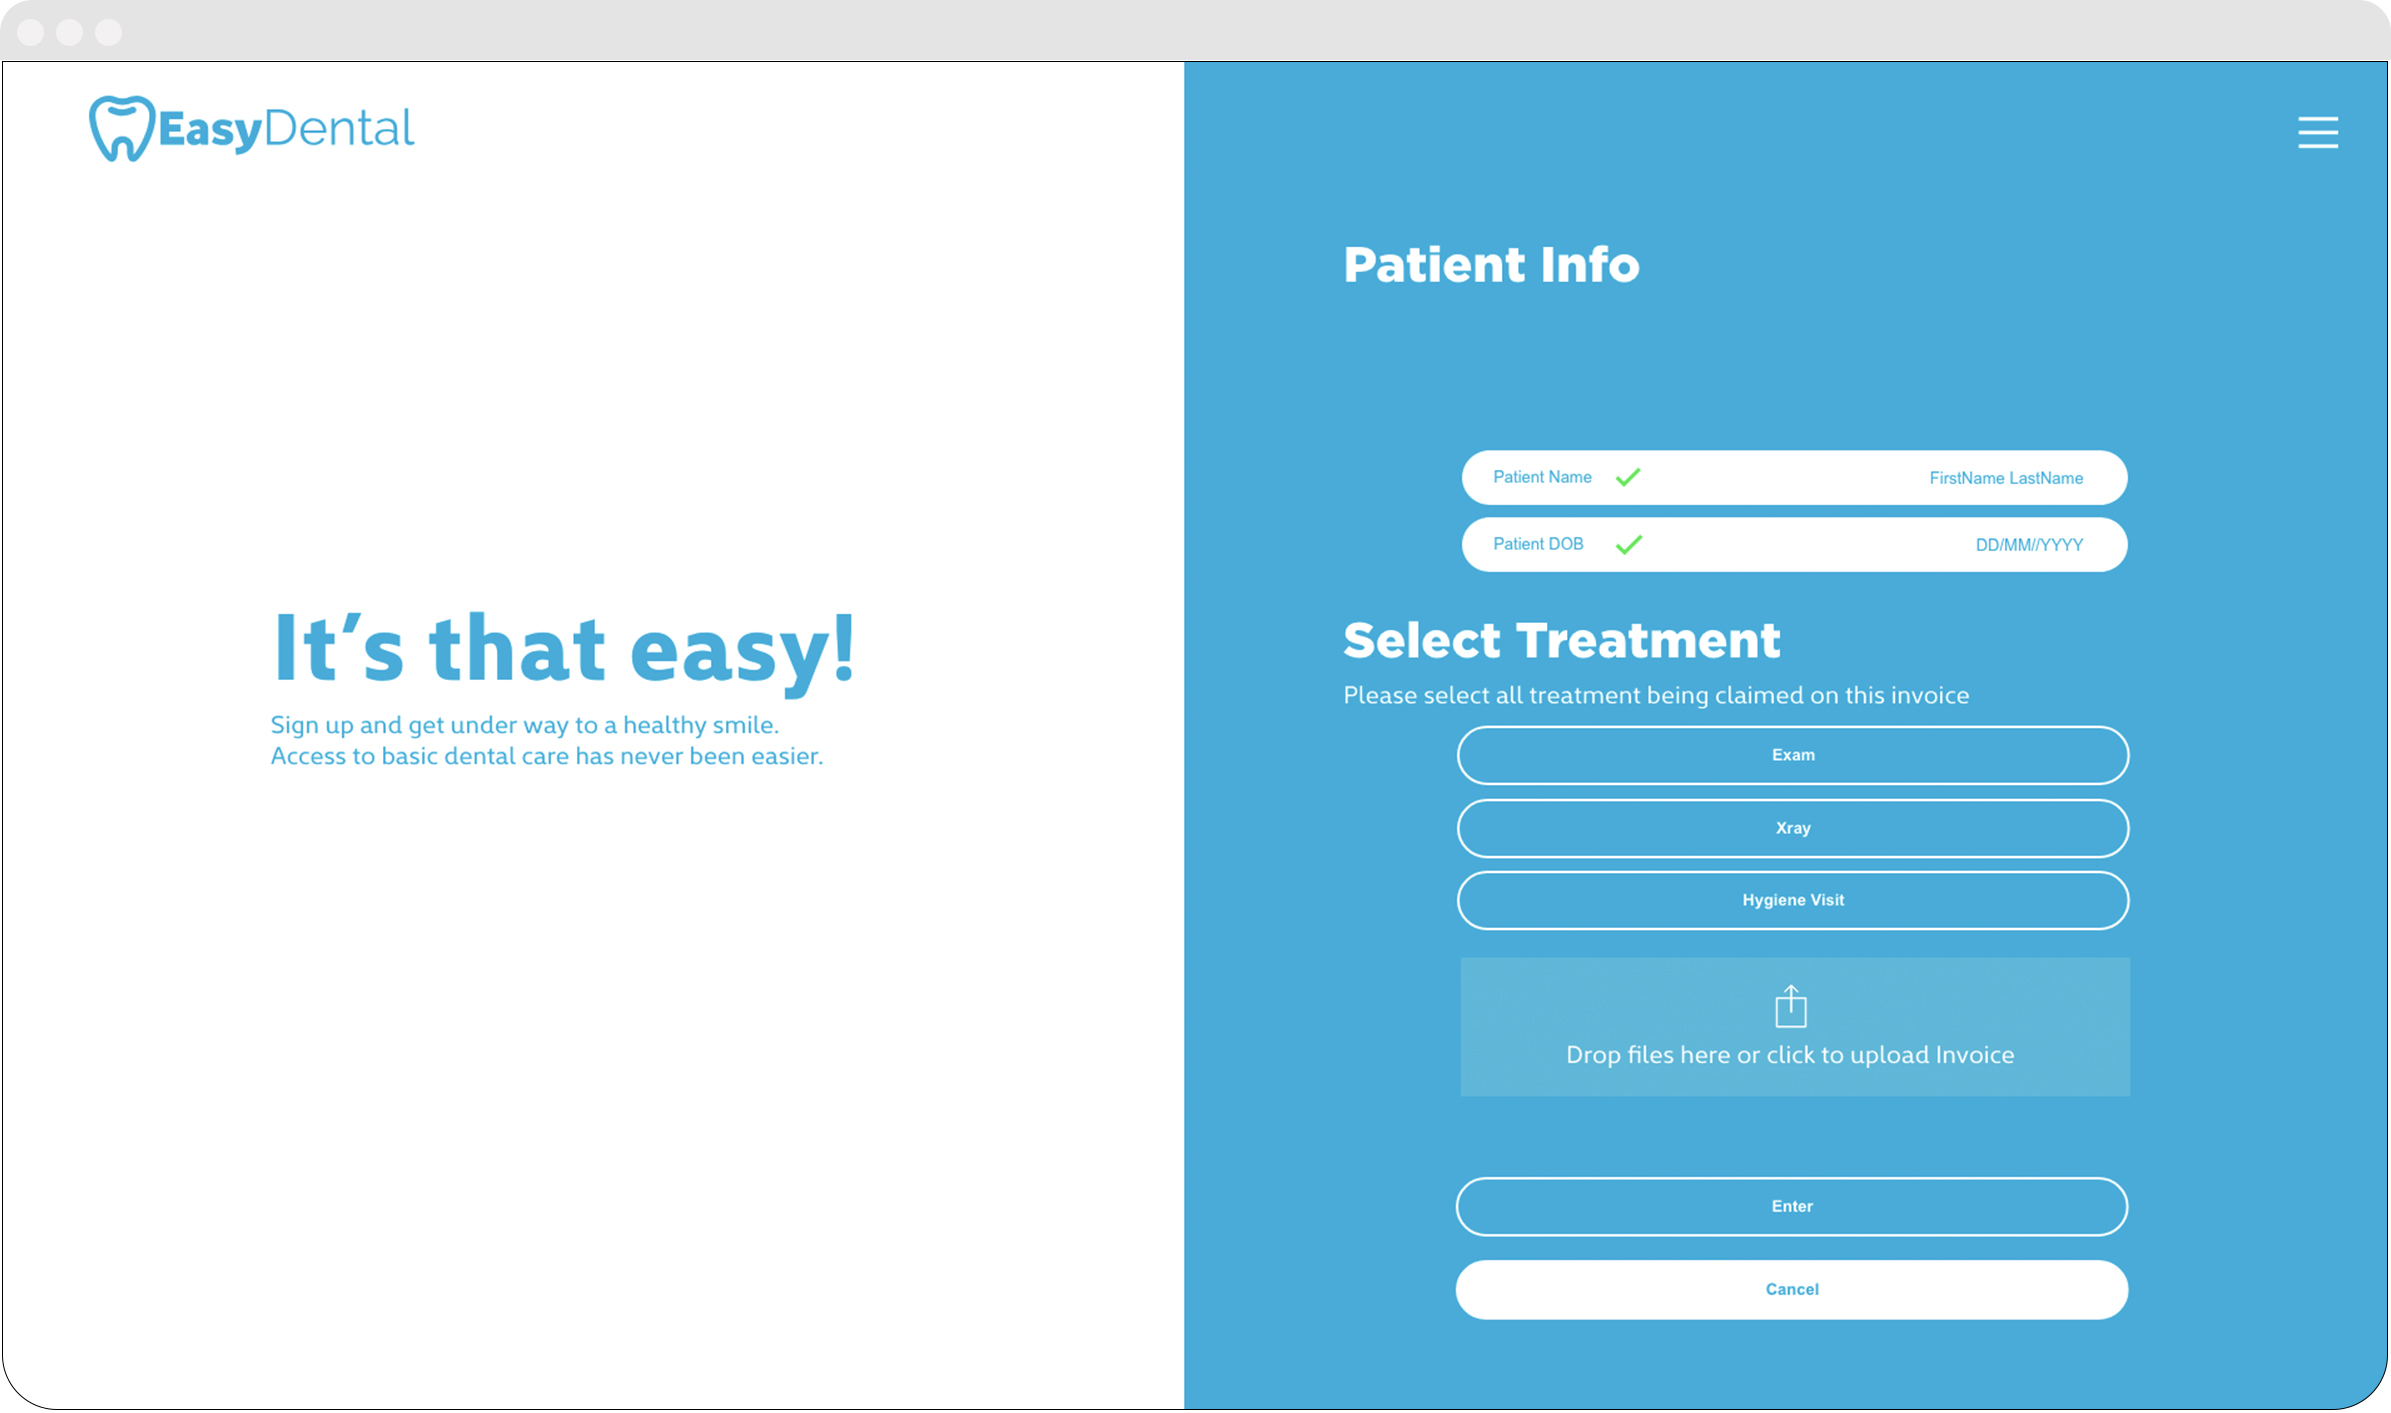 EasyDental
It's that easy!
Sign up and get under way to a healthy smile.
Access to basic dental care has never been easier.
Patient Info
Patient Name FirstName LastName
Patient DOB DD/MM//YYYY
Select Treatment
Please select all treatment being claimed on this invoice
Exam
Xray
Hygiene Visit
Drop files here or click to upload Invoice
Enter
Cancel